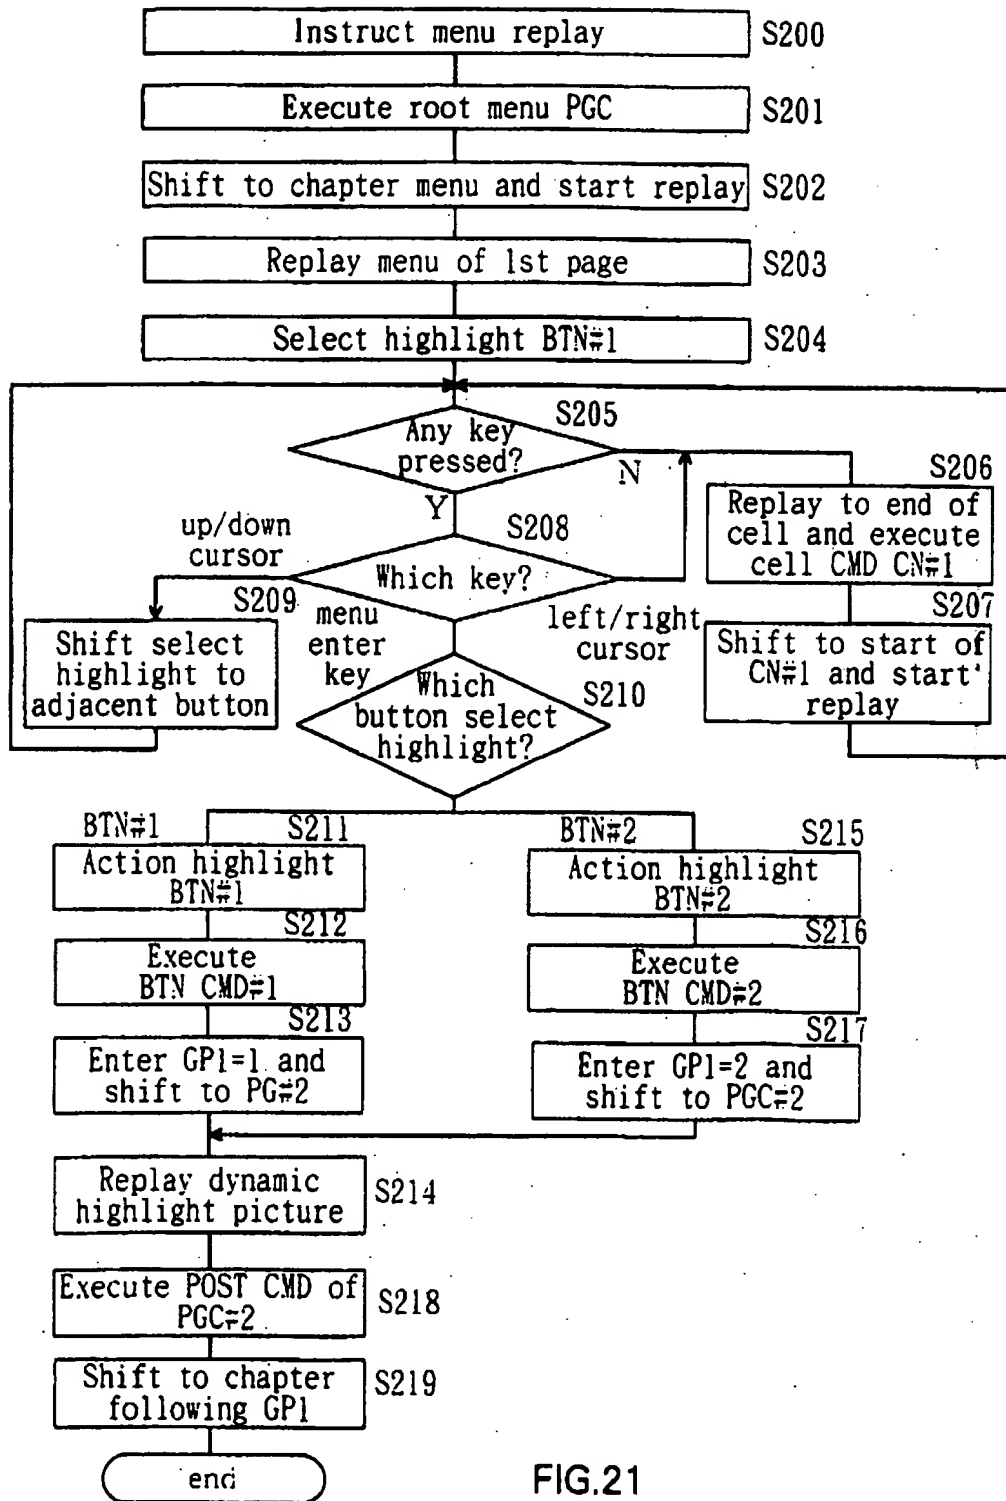 Instruct menu replay
S200
Execute root menu PGC
S201
Shift to chapter menu and start replay
S202
Replay menu of 1st page
S203
Select highlight BTN#1
S204
S205
Any key
pressed?
N
Y
S206
Replay to end of
cell and execute
cell CMD CN#1
S207
Shift to start of
CN#1 and start
replay
S208
Which key?
up/down
cursor
S209
Shift select
highlight to
adjacent button
menu
enter
key
left/right
cursor
S210
Which
button select
highlight?
BTN#1
S211
Action highlight
BTN#1
S212
Execute
BTN CMD#1
S213
Enter GP1=1 and
shift to PG#2
BTN#2
S215
Action highlight
BTN#2
S216
Execute
BTN CMD#2
S217
Enter GP1=2 and
shift to PGC#2
Replay dynamic
highlight picture
S214
Execute POST CMD of
PGC#2
S218
Shift to chapter
following GP1
S219
end
FIG.21